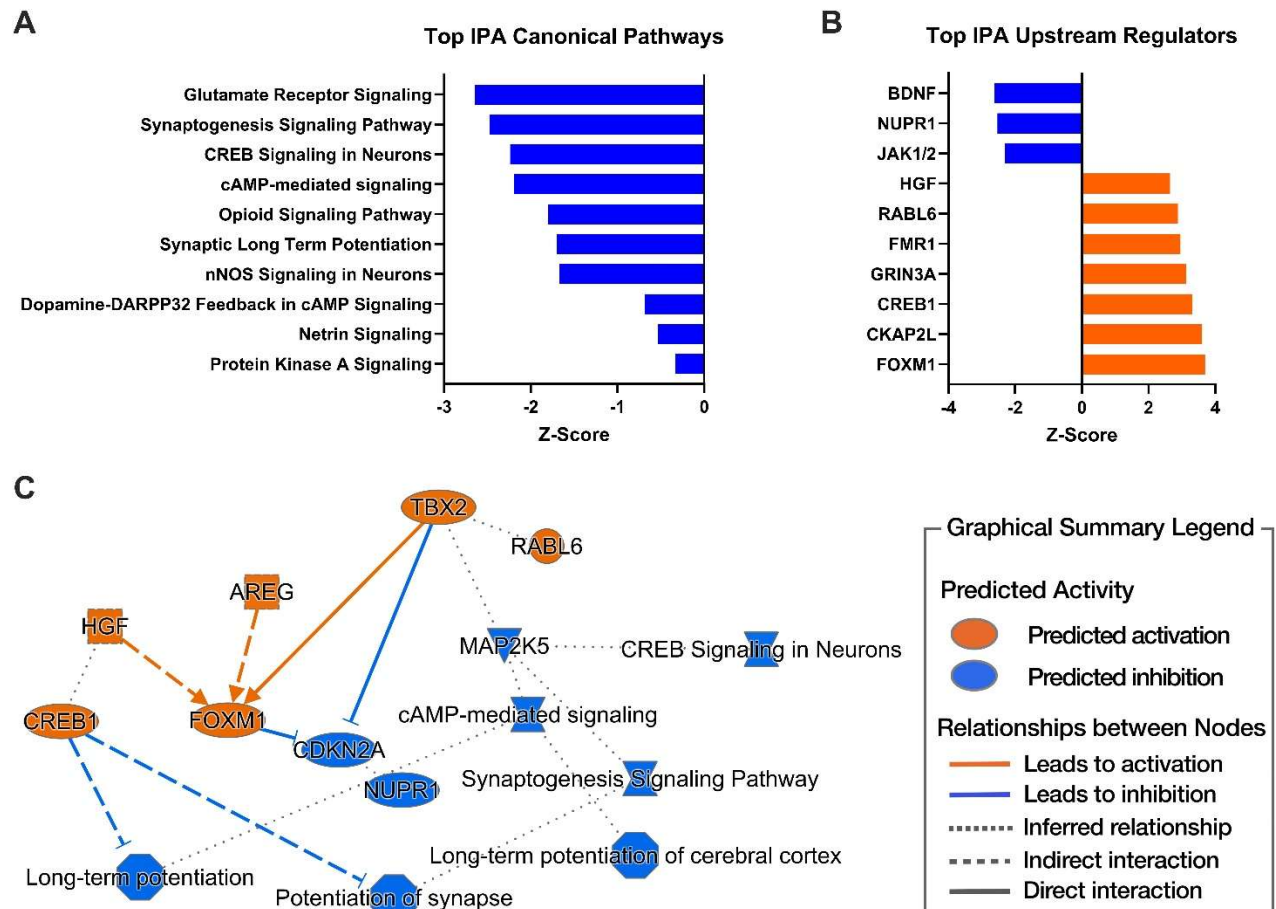 A
Top IPA Canonical Pathways
Glutamate Receptor Signaling
Synaptogenesis Signaling Pathway
CREB Signaling in Neurons
cAMP-mediated signaling
Opioid Signaling Pathway
Synaptic Long Term Potentiation
nNOS Signaling in Neurons
Dopamine-DARPP32 Feedback in cAMP Signaling
Netrin Signaling
Protein Kinase A Signaling
-3 -2 -1 0
Z-Score
B
Top IPA Upstream Regulators
BDNF
NUPR1
JAK1/2
HGF
RABL6
FMR1
GRIN3A
CREB1
CKAP2L
FOXM1
-4 -2 0 2 4
Z-Score
C
TBX2
RABL6
AREG
HGF
MAP2K5
CREB Signaling in Neurons
CREB1
FOXM1
cAMP-mediated signaling
CDKN2A
NUPR1
Synaptogenesis Signaling Pathway
Long-term potentiation of cerebral cortex
Long-term potentiation
Potentiation of synapse
Graphical Summary Legend
Predicted Activity
Predicted activation
Predicted inhibition
Relationships between Nodes
Leads to activation
Leads to inhibition
Inferred relationship
Indirect interaction
Direct interaction